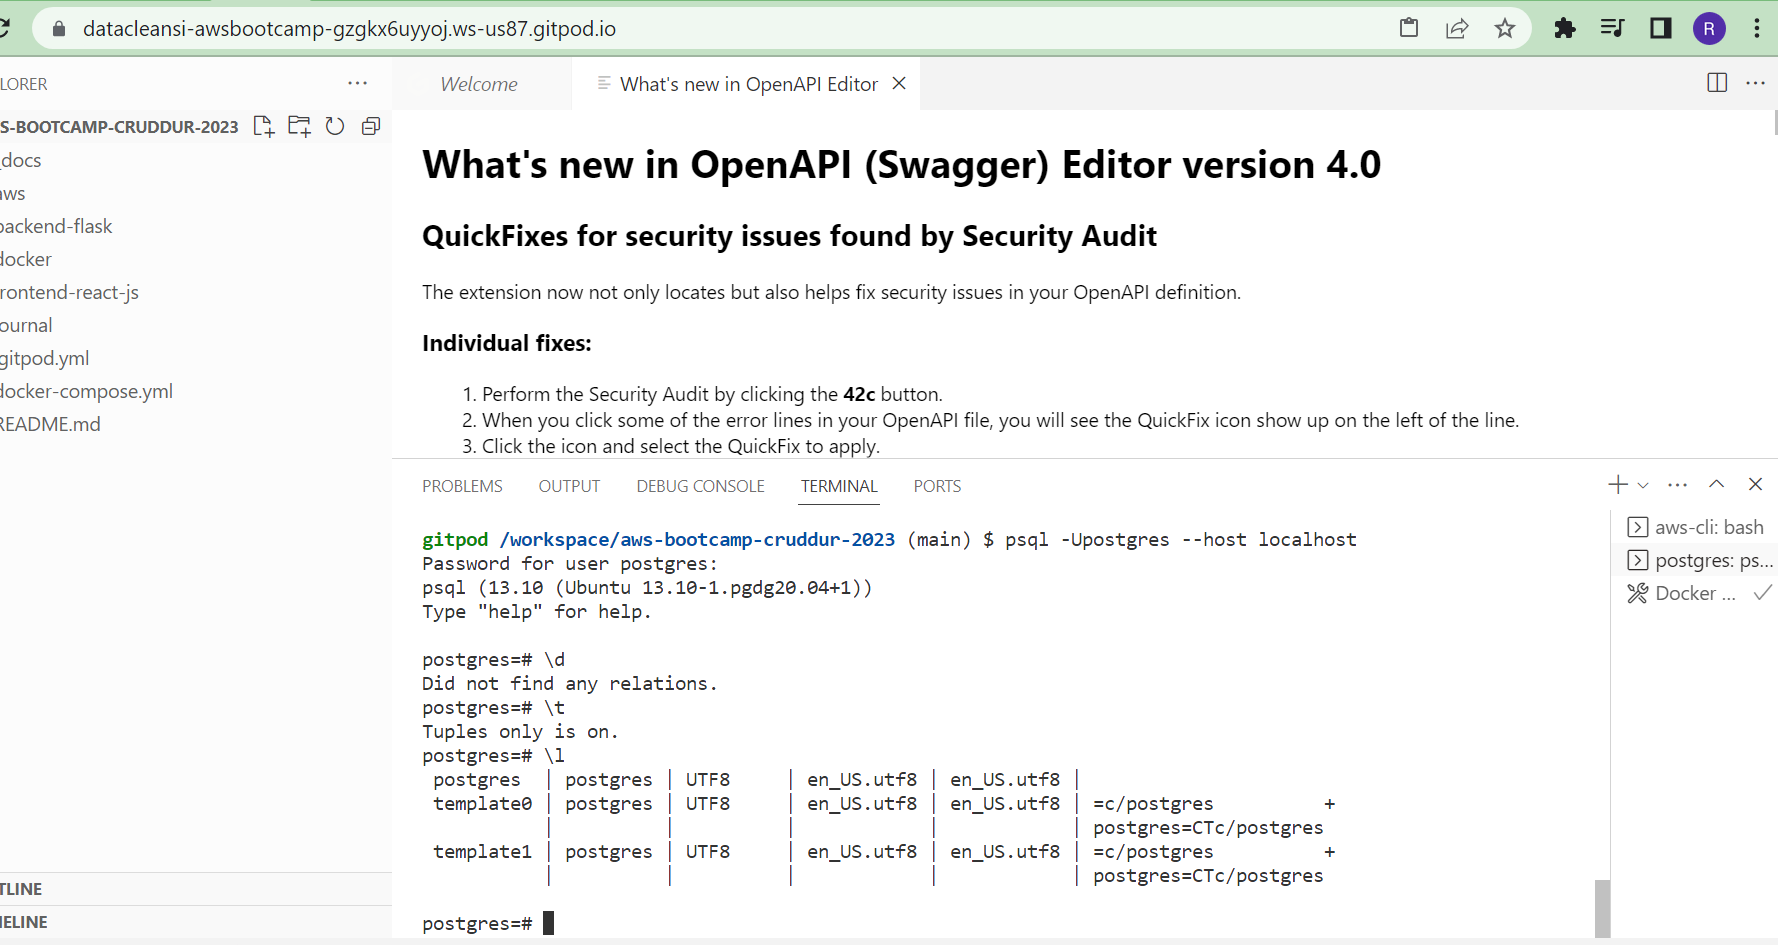 datacleansi-awsbootcamp-gzgkx6uyyoj.ws-us87.gitpod.io
R
LORER
Welcome
What's new in OpenAPI Editor
S-BOOTCAMP-CRUDDUR-2023
_docs
aws
backend-flask
docker
rontend-react-js
ournal
gitpod.yml
docker-compose.yml
README.md
TLINE
ELINE
What's new in OpenAPI (Swagger) Editor version 4.0
QuickFixes for security issues found by Security Audit
The extension now not only locates but also helps fix security issues in your OpenAPI definition.
Individual fixes:
1. Perform the Security Audit by clicking the 42c button.
2. When you click some of the error lines in your OpenAPI file, you will see the QuickFix icon show up on the left of the line.
3. Click the icon and select the QuickFix to apply.
PROBLEMS OUTPUT DEBUG CONSOLE TERMINAL PORTS
gitpod /workspace/aws-bootcamp-cruddur-2023 (main) $ psql -Upostgres --host localhost
Password for user postgres:
psql (13.10 (Ubuntu 13.10-1.pgdg20.04+1))
Type "help" for help.
postgres=# \d
Did not find any relations.
postgres=# \t
Tuples only is on.
postgres=# \l
postgres | postgres | UTF8 | en_US.utf8 | en_US.utf8 |
template0 | postgres | UTF8 | en_US.utf8 | en_US.utf8 | =c/postgres +
| | | | | postgres=CTc/postgres
template1 | postgres | UTF8 | en_US.utf8 | en_US.utf8 | =c/postgres +
| | | | | postgres=CTc/postgres
postgres=#
aws-cli: bash
postgres: ps...
Docker ...